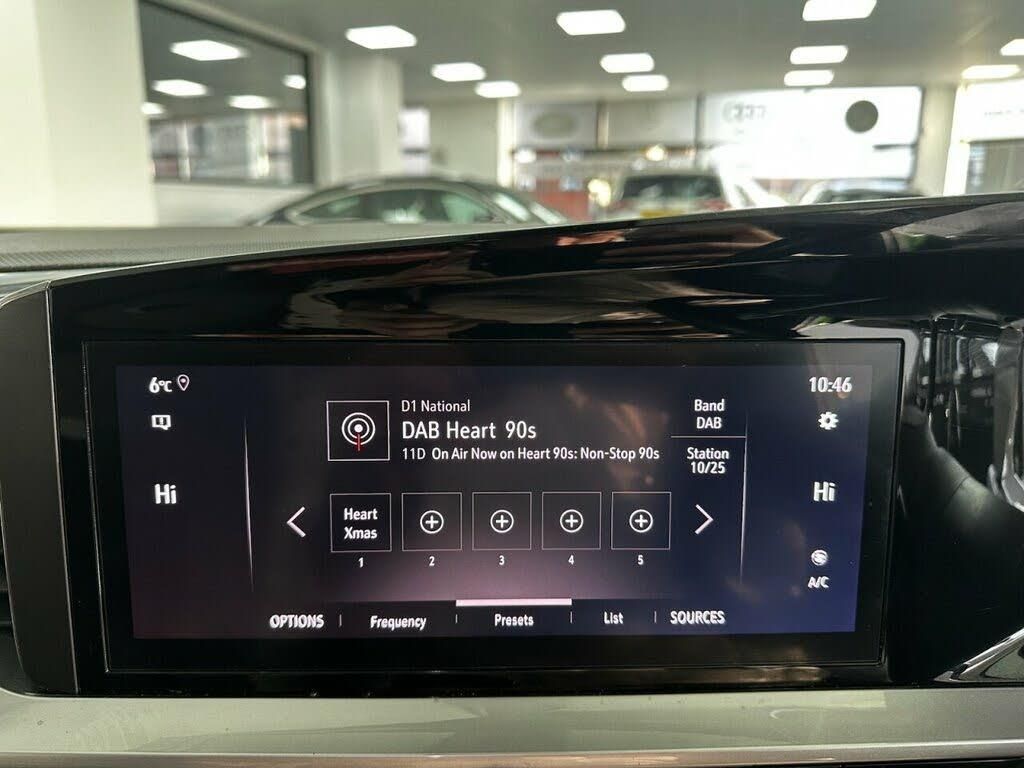 6°C
10:46
D1 National
DAB Heart 90s
11D On Air Now on Heart 90s: Non-Stop 90s
Band
DAB
Station
10/25
Hi
Hi
Heart
Xmas
1
2
3
4
5
A/C
OPTIONS
Frequency
Presets
List
SOURCES